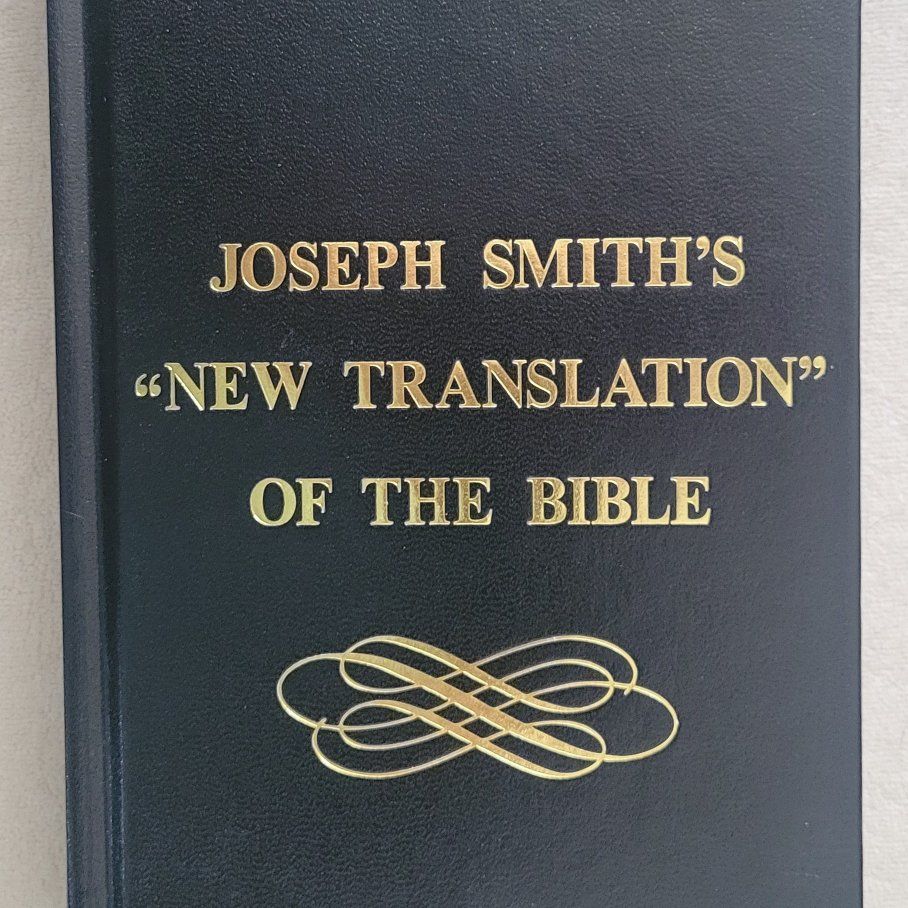 JOSEPH SMITH’S
“NEW TRANSLATION”
OF THE BIBLE